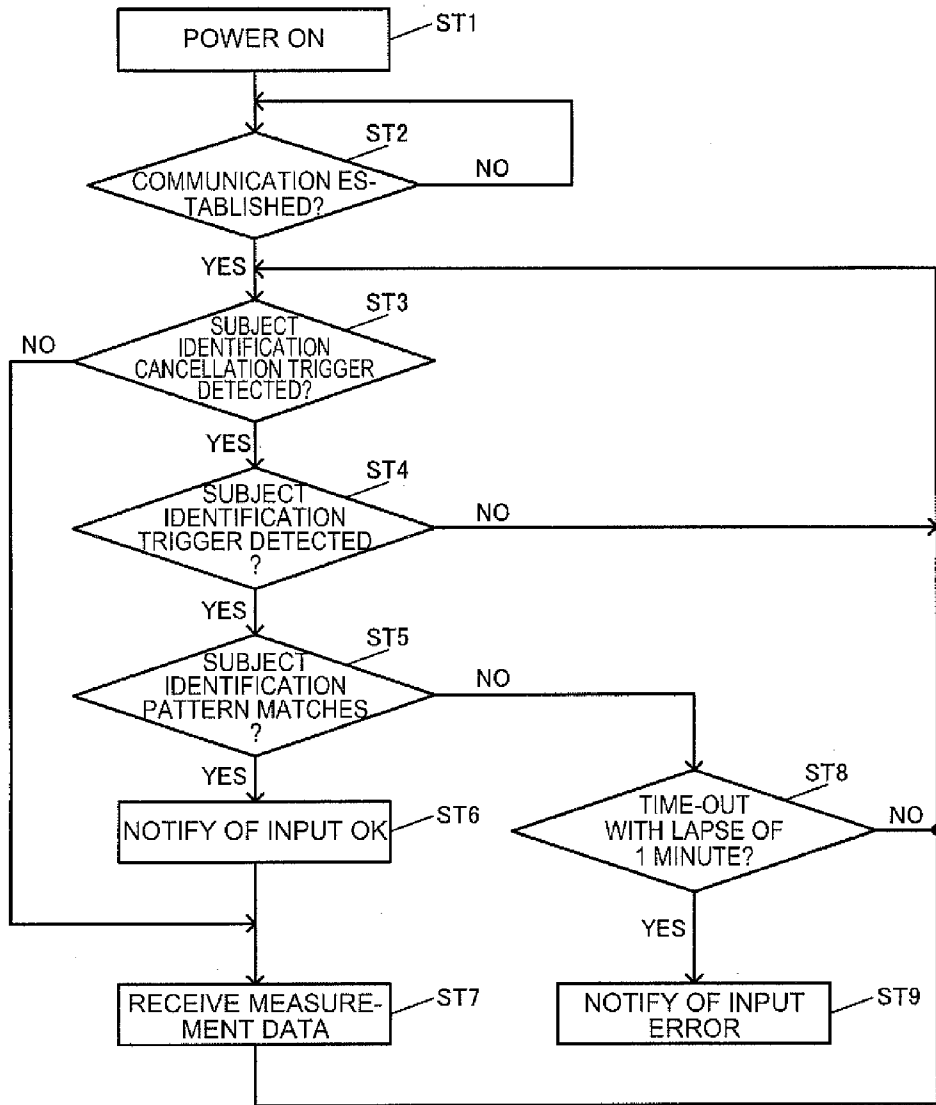 POWER ON
ST1
ST2
COMMUNICATION ES-
TABLISHED?
NO
YES
ST3
SUBJECT
IDENTIFICATION
CANCELLATION TRIGGER
DETECTED?
NO
YES
ST4
SUBJECT
IDENTIFICATION
TRIGGER DETECTED
?
NO
YES
ST5
SUBJECT
IDENTIFICATION
PATTERN MATCHES
?
NO
YES
ST6
NOTIFY OF INPUT OK
ST8
TIME-OUT
WITH LAPSE OF
1 MINUTE?
NO
YES
ST7
RECEIVE MEASURE-
MENT DATA
ST9
NOTIFY OF INPUT
ERROR